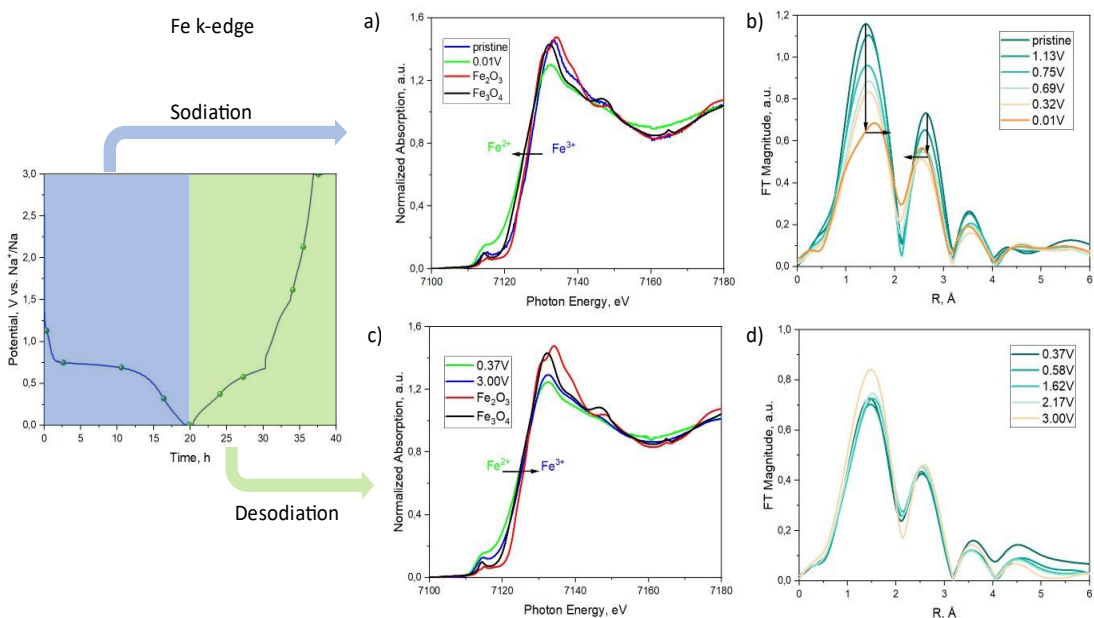 Fe k-edge
Sodiation
Potential, V vs. Na⁺/Na
3,0
2,5
2,0
1,5
1,0
0,5
0,0
0 5 10 15 20 25 30 35 40
Time, h
Desodiation
a)
Normalized Absorption, a.u.
1,6
1,2
0,8
0,4
0,0
pristine
0.01V
Fe₂O₃
Fe₃O₄
Fe²⁺ Fe³⁺
7100 7120 7140 7160 7180
Photon Energy, eV
b)
FT Magnitude, a.u.
1,2
1,0
0,8
0,6
0,4
0,2
0,0
pristine
1.13V
0.75V
0.69V
0.32V
0.01V
0 1 2 3 4 5 6
R, Å
c)
Normalized Absorption, a.u.
1,6
1,2
0,8
0,4
0,0
0.37V
3.00V
Fe₂O₃
Fe₃O₄
Fe²⁺ Fe³⁺
7100 7120 7140 7160 7180
Photon Energy, eV
d)
FT Magnitude, a.u.
1,0
0,8
0,6
0,4
0,2
0,0
0.37V
0.58V
1.62V
2.17V
3.00V
0 1 2 3 4 5 6
R, Å